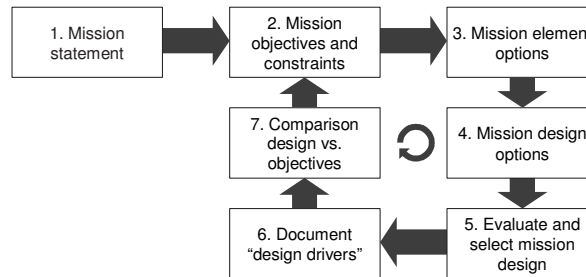 1. Mission
statement
2. Mission
objectives and
constraints
3. Mission elemen
options
4. Mission design
options
5. Evaluate and
select mission
design
6. Document
“design drivers”
7. Comparison
design vs.
objectives